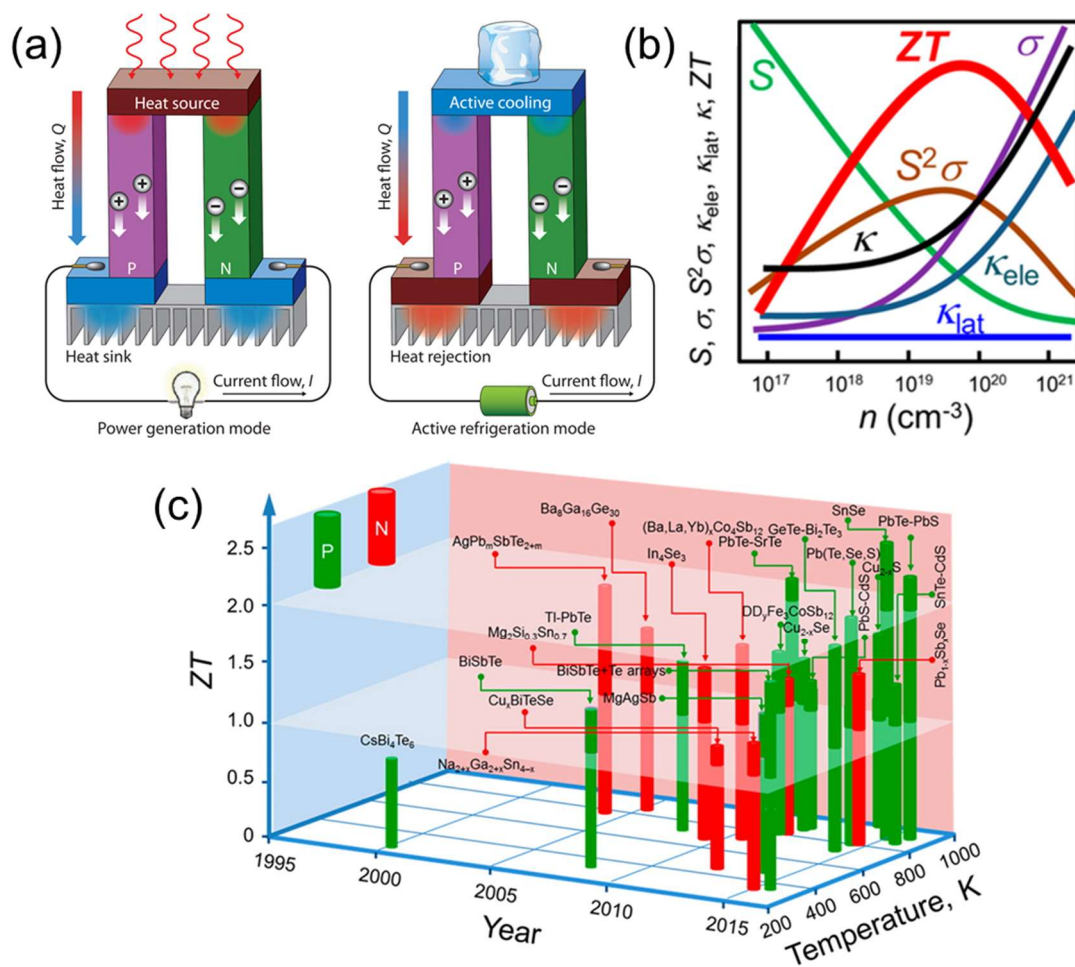 (a)
Heat source
Heat flow, Q
+
+
−
−
P
N
Heat sink
Current flow, I
Power generation mode
Active cooling
Heat flow, Q
+
+
−
−
P
N
Heat rejection
Current flow, I
Active refrigeration mode
(b)
S, σ, S²σ, κₑₗₑ, κₗₐₜ, κ, ZT
S
ZT
σ
S²σ
κ
κₑₗₑ
κₗₐₜ
10¹⁷
10¹⁸
10¹⁹
10²⁰
10²¹
n (cm⁻³)
(c)
P
N
ZT
2.5
2.0
1.5
1.0
0.5
0
Ba₈Ga₁₆Ge₃₀
AgPbₘSbTe₂₊ₘ
(Ba,La,Yb)ₓCo₄Sb₁₂
GeTe-Bi₂Te₃
SnSe
PbTe-PbS
PbTe-SrTe
In₄Se₃
Pb(Te,Se,S)
Cu₂₋ₓS
SnTe-CdS
PbS-CdS
Tl-PbTe
DDᵧFe₃CoSb₁₂
Mg₂Si₀.₃Sn₀.₇
Cu₂₋ₓSe
BiSbTe
BiSbTe+Te arrays
Pb₁₋ₓSbᵧSe
CuₓBiTeSe
MgAgSb
CsBi₄Te₆
Na₂₊ₓGa₂₊ₓSn₄₋ₓ
1995
2000
2005
2010
2015
Year
200
400
600
800
1000
Temperature, K